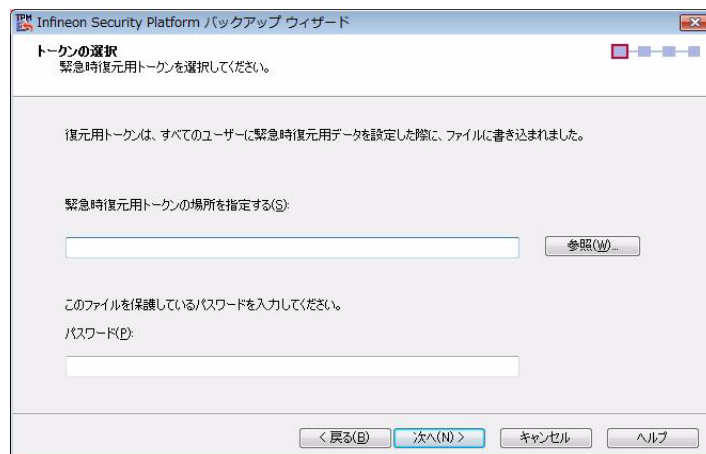 TPM
Infineon Security Platform バックアップ ウィザード
トークンの選択
緊急時復元用トークンを選択してください。
復元用トークンは、すべてのユーザーに緊急時復元用データを設定した際に、ファイルに書き込まれました。
緊急時復元用トークンの場所を指定する(S):
参照(W)...
このファイルを保護しているパスワードを入力してください。
パスワード(P):
< 戻る(B)
次へ(N) >
キャンセル
ヘルプ